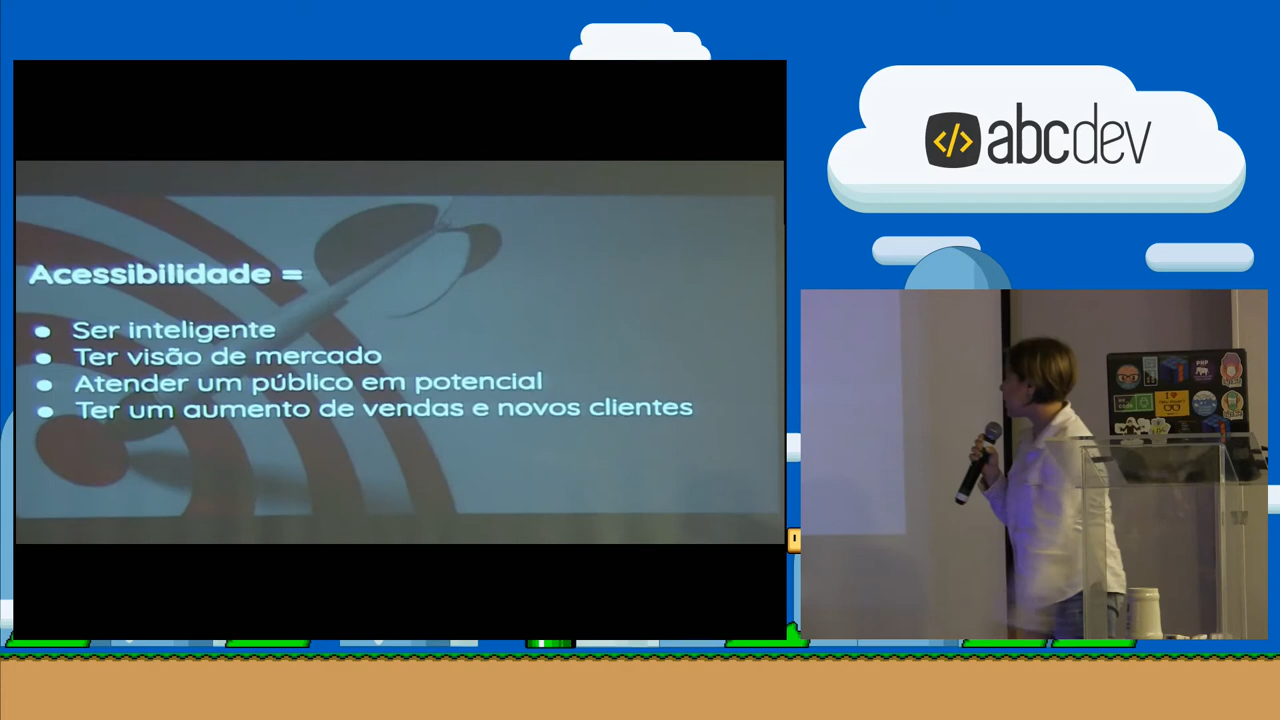 Acessibilidade =
● Ser inteligente
● Ter visão de mercado
● Atender um público em potencial
● Ter um aumento de vendas e novos clientes
</> abcdev
PHP